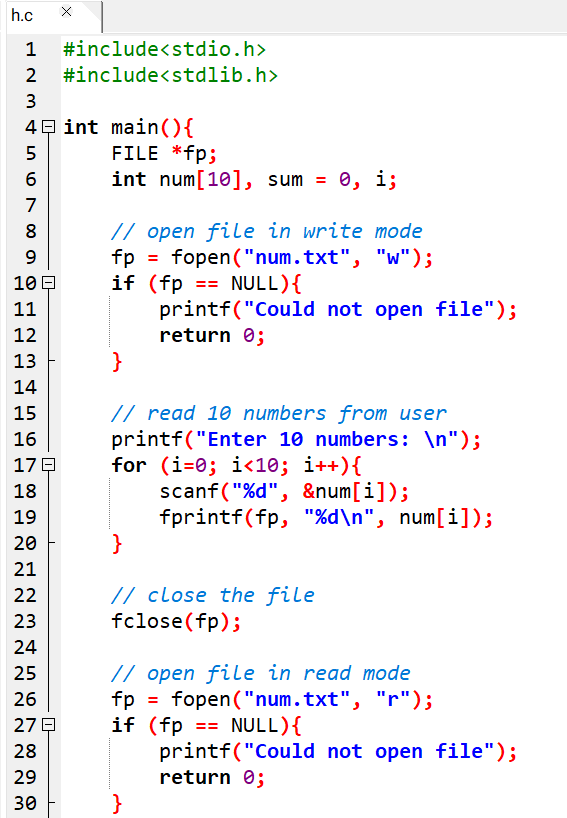 h.c ×
1 #include<stdio.h>
2 #include<stdlib.h>
3
4 int main(){
5     FILE *fp;
6     int num[10], sum = 0, i;
7
8     // open file in write mode
9     fp = fopen("num.txt", "w");
10     if (fp == NULL){
11         printf("Could not open file");
12         return 0;
13     }
14
15     // read 10 numbers from user
16     printf("Enter 10 numbers: \n");
17     for (i=0; i<10; i++){
18         scanf("%d", &num[i]);
19         fprintf(fp, "%d\n", num[i]);
20     }
21
22     // close the file
23     fclose(fp);
24
25     // open file in read mode
26     fp = fopen("num.txt", "r");
27     if (fp == NULL){
28         printf("Could not open file");
29         return 0;
30     }